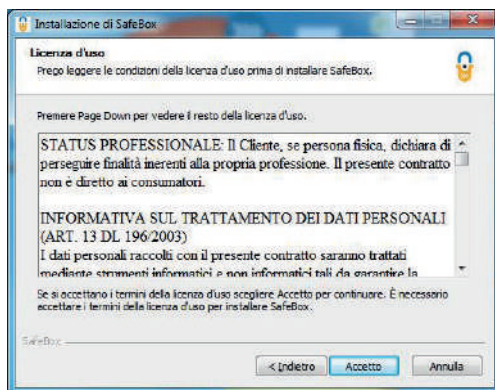 Installazione di SafeBox
Licenza d'uso
Prego leggere le condizioni della licenza d'uso prima di installare SafeBox.
Premere Page Down per vedere il resto della licenza d'uso.
STATUS PROFESSIONALE: Il Cliente, se persona fisica, dichiara di
perseguire finalità inerenti alla propria professione. Il presente contratto
non è diretto ai consumatori.
INFORMATIVA SUL TRATTAMENTO DEI DATI PERSONALI
(ART. 13 DL 196/2003)
I dati personali raccolti con il presente contratto saranno trattati
mediante strumenti informatici e non informatici tali da garantire la
Se si accettano i termini della licenza d'uso scegliere Accetto per continuare. È necessario
accettare i termini della licenza d'uso per installare SafeBox.
SafeBox
< Indietro Accetto Annulla